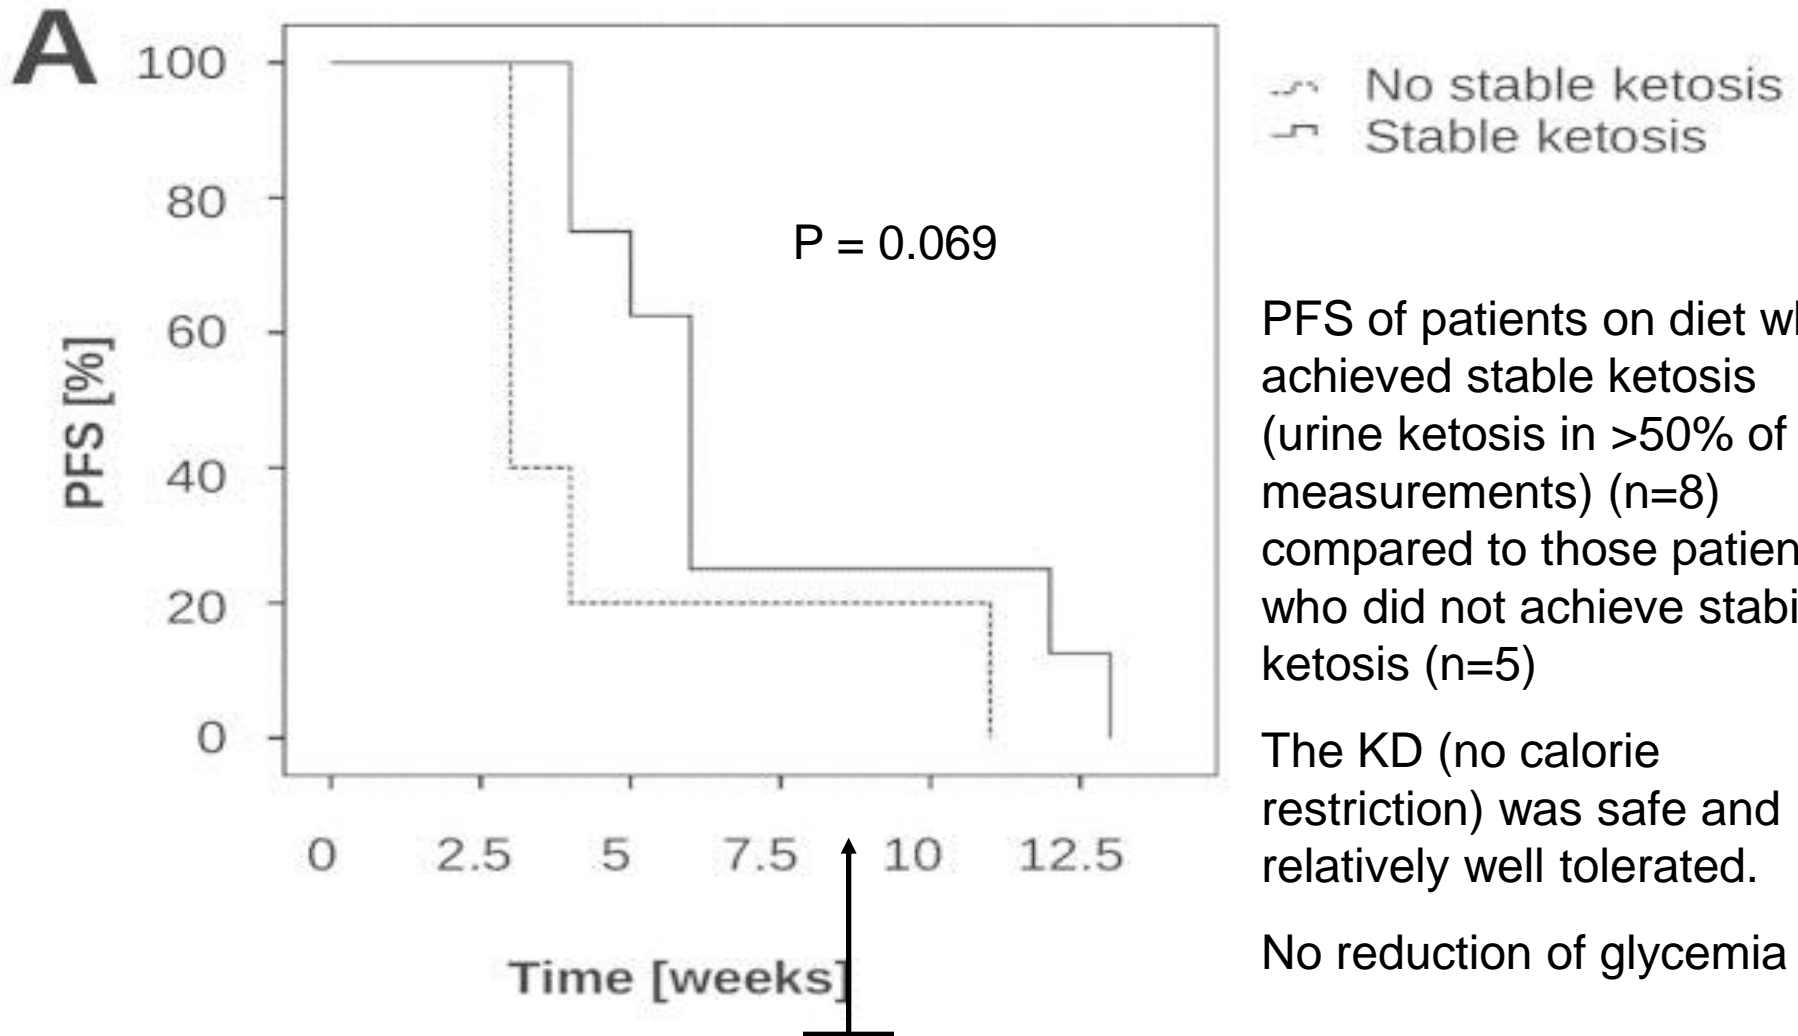 A
100
80
60
40
20
0
PFS [%]
P = 0.069
0 2.5 5 7.5 10 12.5
Time [weeks]
No stable ketosis
Stable ketosis
PFS of patients on diet
achieved stable ketosis
(urine ketosis in >50% of
measurements) (n=8)
compared to those
who did not achieve
ketosis (n=5)
The KD (no calorie
restriction) was safe and
relatively well tolerated.
No reduction of glycemia